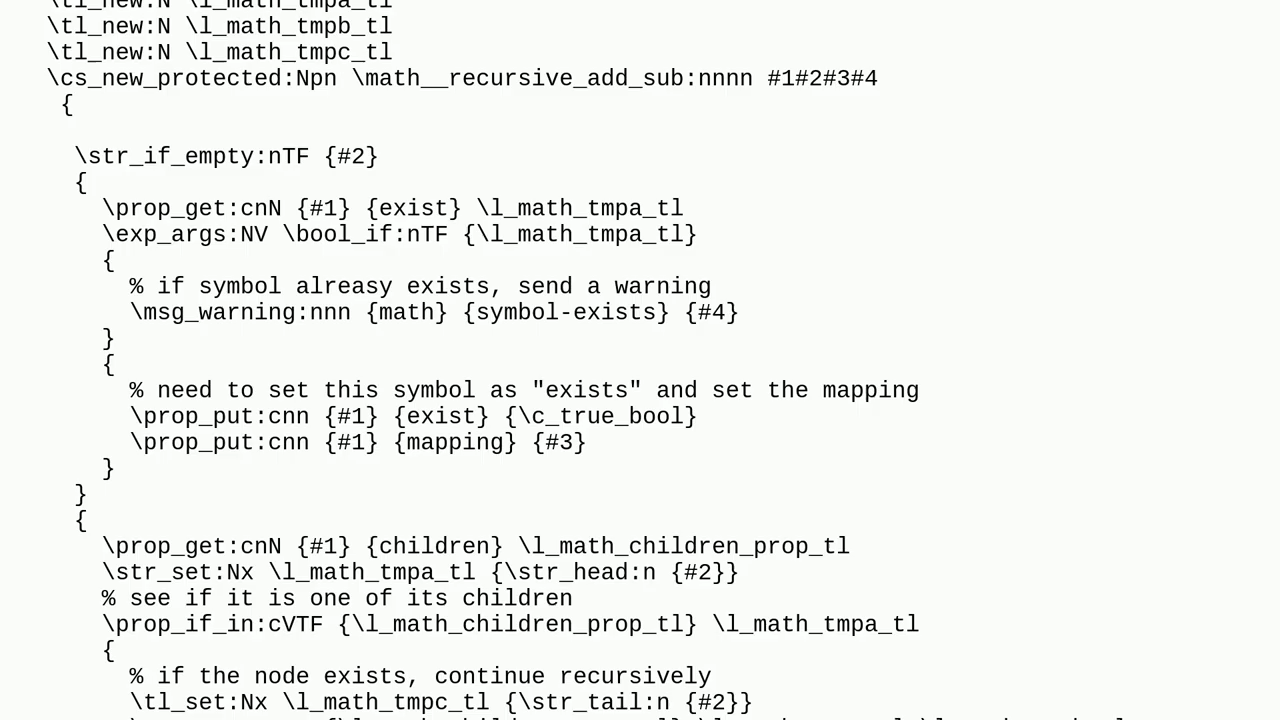 \tl_new:N \l_math_tmpa_tl
\tl_new:N \l_math_tmpb_tl
\tl_new:N \l_math_tmpc_tl
\cs_new_protected:Npn \math__recursive_add_sub:nnnn #1#2#3#4
{
\str_if_empty:nTF {#2}
{
\prop_get:cnN {#1} {exist} \l_math_tmpa_tl
\exp_args:NV \bool_if:nTF {\l_math_tmpa_tl}
{
% if symbol alreasy exists, send a warning
\msg_warning:nnn {math} {symbol-exists} {#4}
}
{
% need to set this symbol as "exists" and set the mapping
\prop_put:cnn {#1} {exist} {\c_true_bool}
\prop_put:cnn {#1} {mapping} {#3}
}
}
{
\prop_get:cnN {#1} {children} \l_math_children_prop_tl
\str_set:Nx \l_math_tmpa_tl {\str_head:n {#2}}
% see if it is one of its children
\prop_if_in:cVTF {\l_math_children_prop_tl} \l_math_tmpa_tl
{
% if the node exists, continue recursively
\tl_set:Nx \l_math_tmpc_tl {\str_tail:n {#2}}